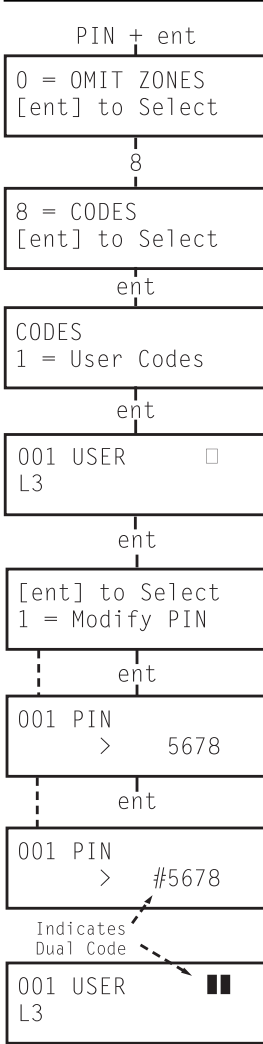 PIN + ent
0 = OMIT ZONES
[ent] to Select
8
8 = CODES
[ent] to Select
ent
CODES
1 = User Codes
ent
001 USER □
L3
ent
[ent] to Select
1 = Modify PIN
ent
001 PIN
> 5678
ent
001 PIN
> #5678
Indicates
Dual Code
001 USER ▮▮
L3